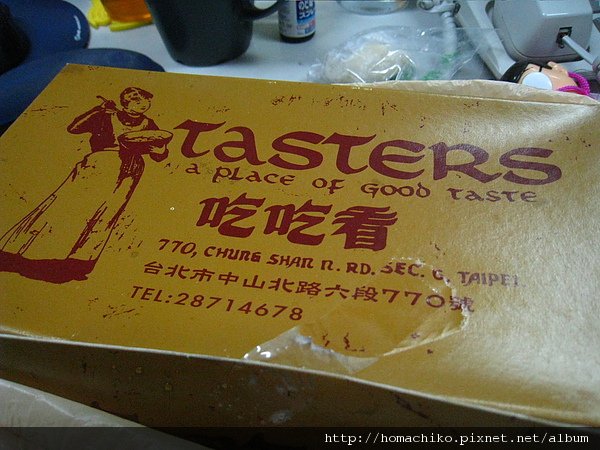 TASTERS
a place of good taste
吃吃看
770, CHUNG SHAN N. RD. SEC. 6, TAIPEI
台北市中山北路六段770號
TEL:28714678
http://homachiko.pixnet.net/album